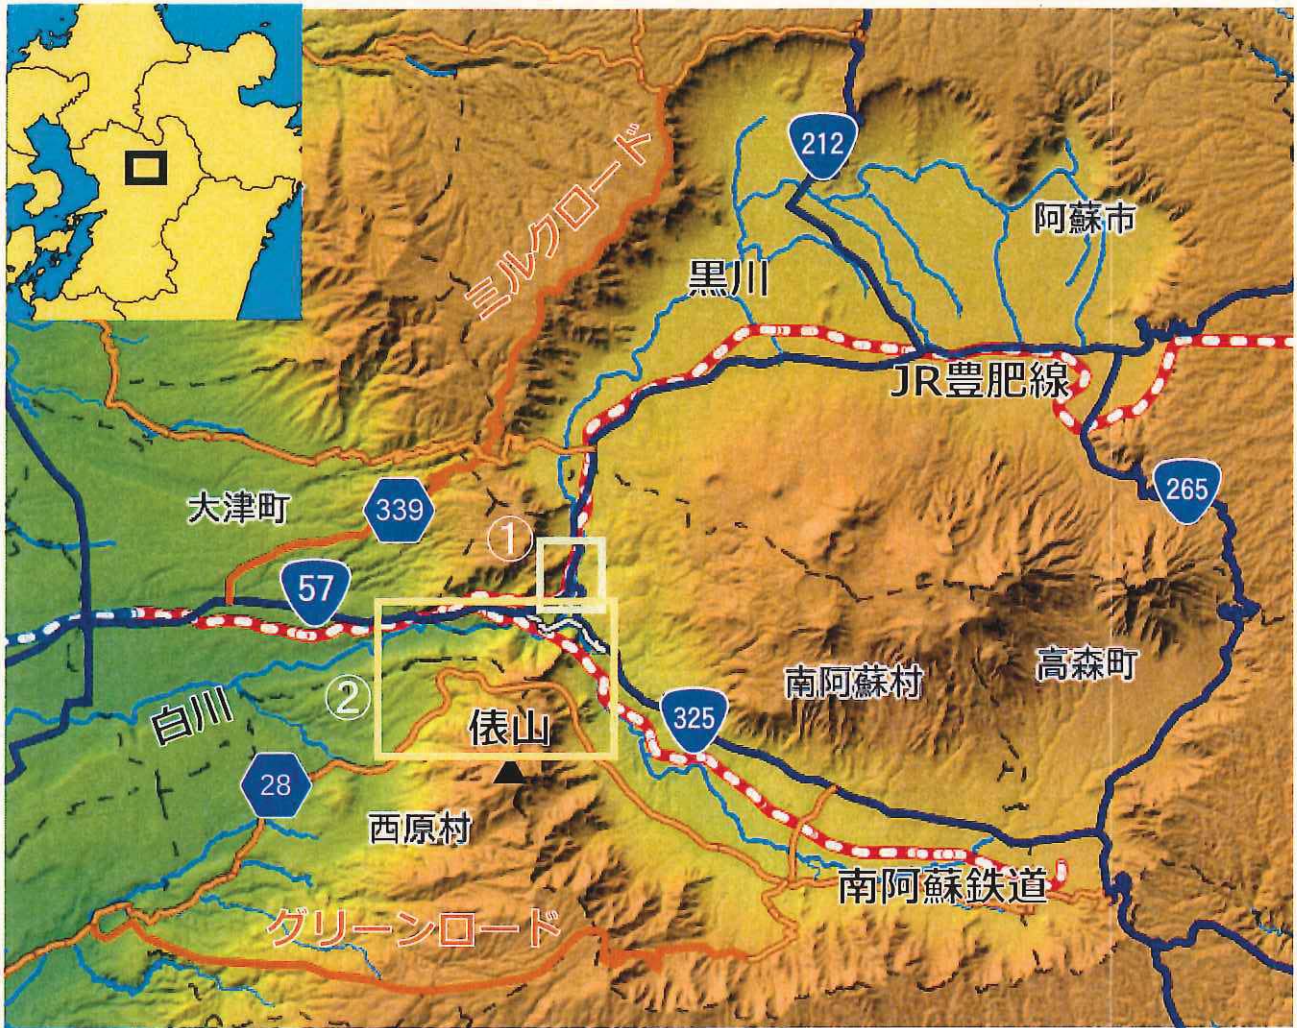 212
ミルクロード
阿蘇市
黒川
JR豊肥線
265
大津町
339
①
57
②
白川
俵山
南阿蘇村
高森町
325
28
西原村
南阿蘇鉄道
グリーンロード